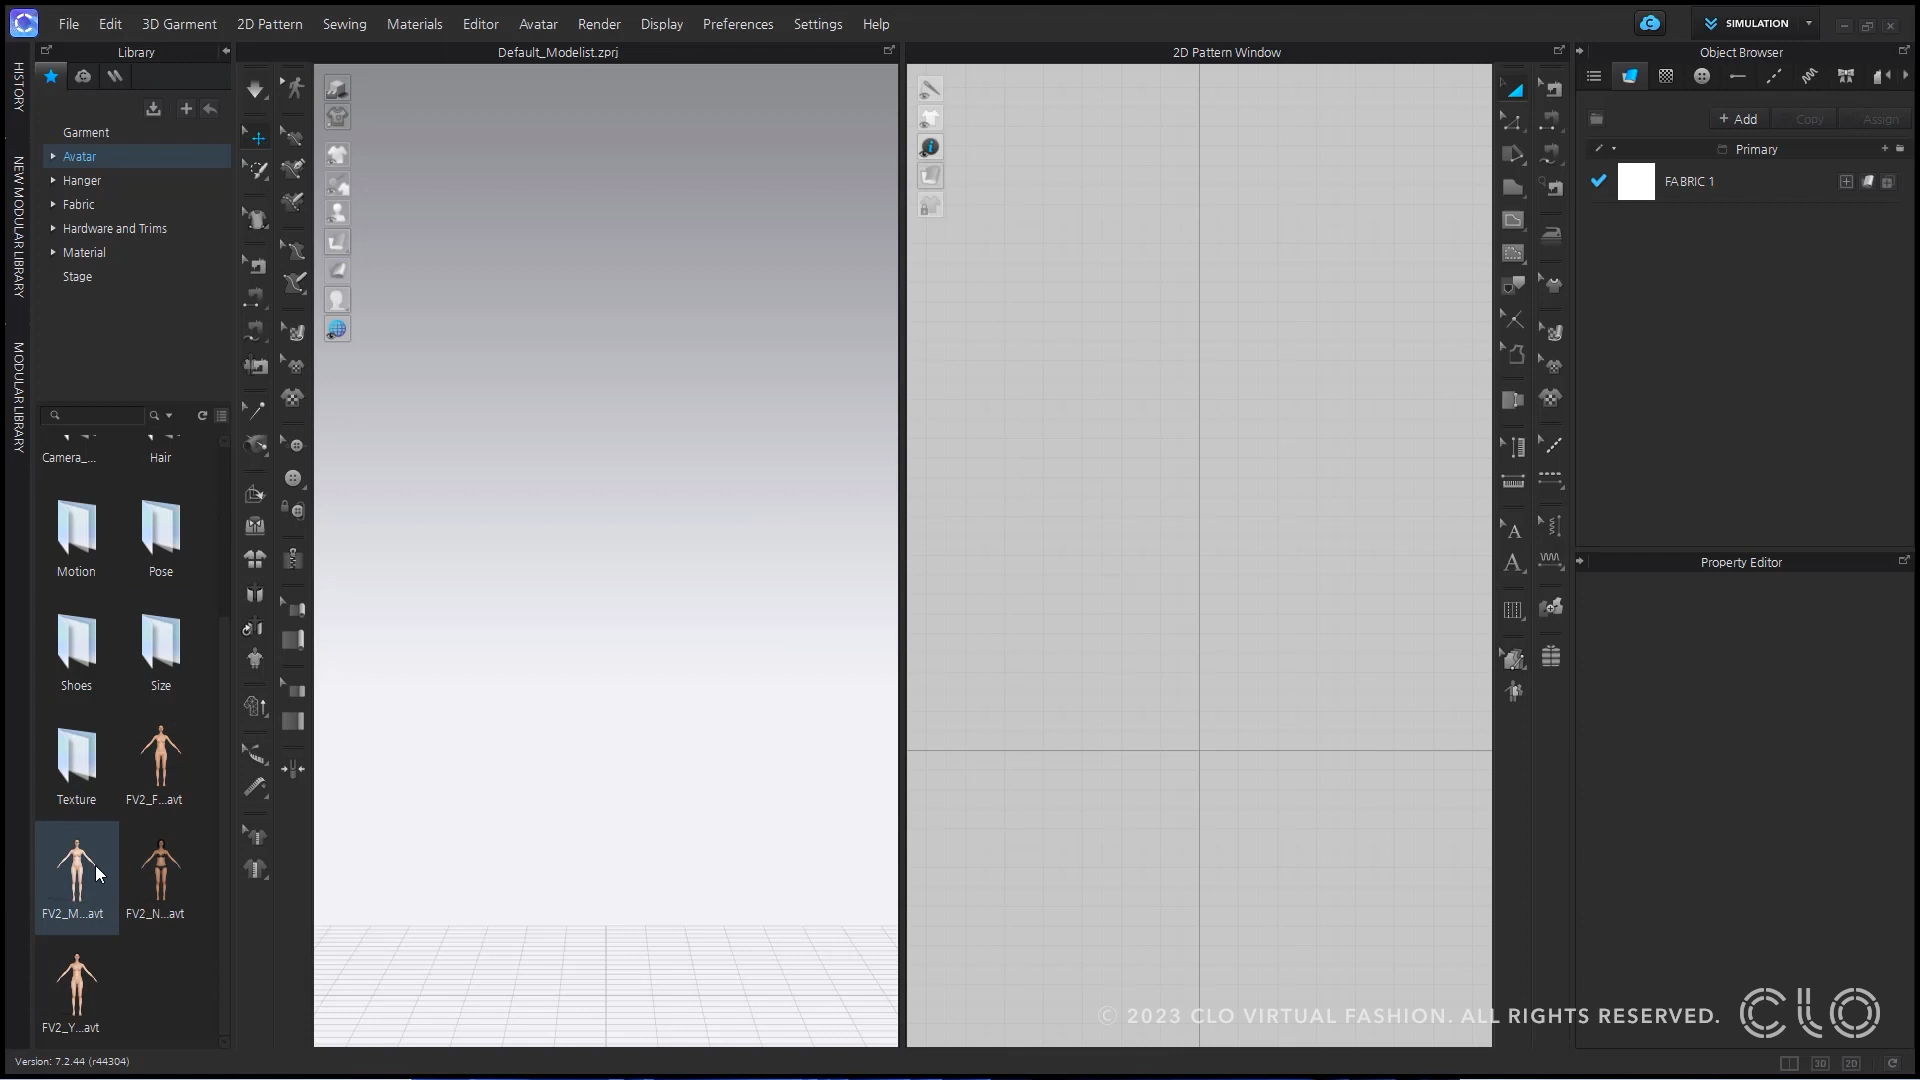 File Edit 3D Garment 2D Pattern Sewing Materials Editor Avatar Render Display Preferences Settings Help
SIMULATION
Library
Default_Modelist.zprj
2D Pattern Window
Object Browser
HISTORY
NEW MODULAR LIBRARY
MODULAR LIBRARY
Garment
Avatar
Hanger
Fabric
Hardware and Trims
Material
Stage
Camera_...
Hair
Motion
Pose
Shoes
Size
Texture
FV2_F...avt
FV2_M...avt
FV2_N...avt
FV2_Y...avt
+ Add
Copy
Assign
Primary
FABRIC 1
Property Editor
© 2023 CLO VIRTUAL FASHION. ALL RIGHTS RESERVED.
CLO
Version: 7.2.44 (r44304)
3D
2D